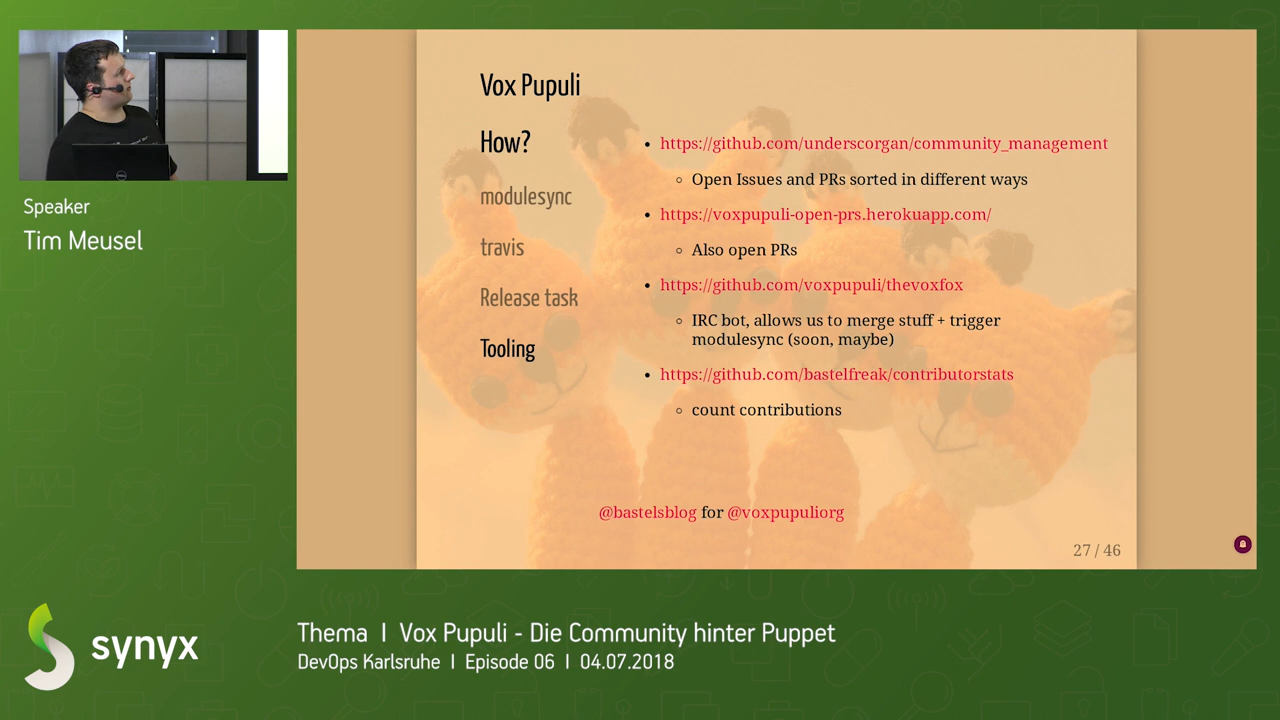 Speaker
Tim Meusel
Vox Pupuli
How?
modulesync
travis
Release task
Tooling
• https://github.com/underscorgan/community_management
◦ Open Issues and PRs sorted in different ways
• https://voxpupuli-open-prs.herokuapp.com/
◦ Also open PRs
• https://github.com/voxpupuli/thevoxfox
◦ IRC bot, allows us to merge stuff + trigger
modulesync (soon, maybe)
• https://github.com/bastelfreak/contributorstats
◦ count contributions
@bastelsblog for @voxpupuliorg
27 / 46
synyx
Thema I Vox Pupuli - Die Community hinter Puppet
DevOps Karlsruhe I Episode 06 I 04.07.2018